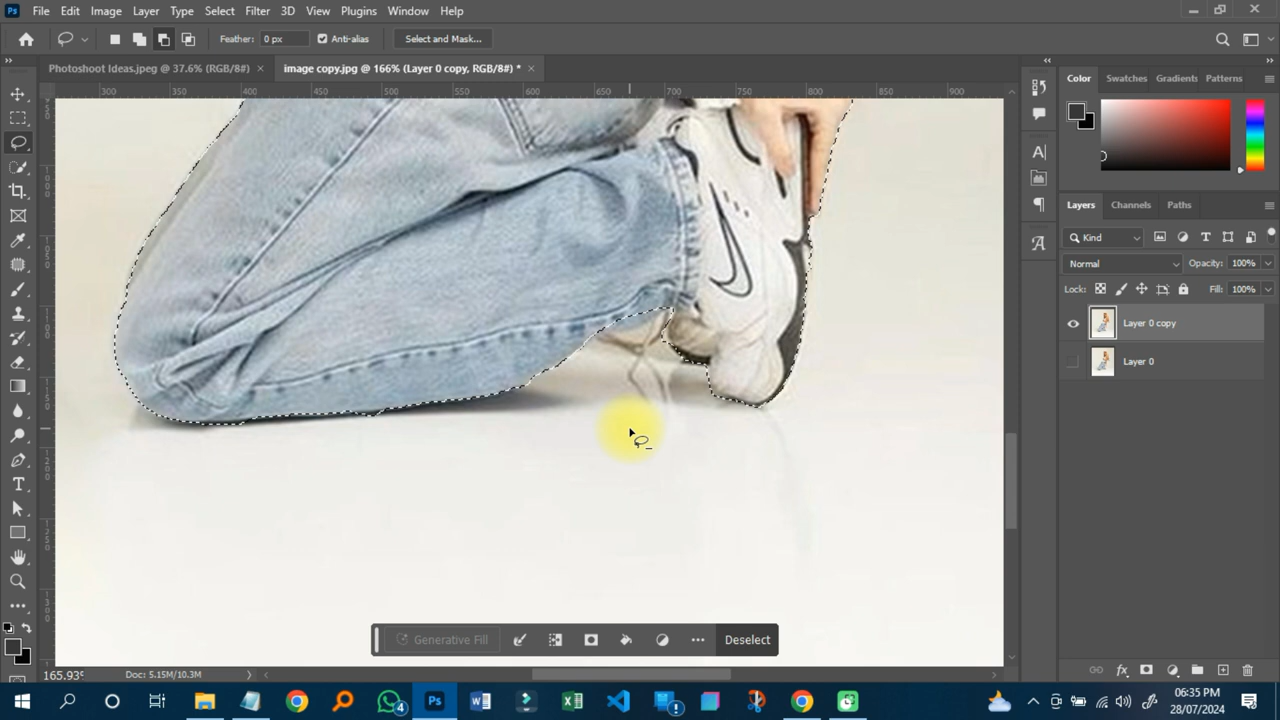 Ps File Edit Image Layer Type Select Filter 3D View Plugins Window Help
Feather: 0 px Anti-alias Select and Mask...
Photoshoot Ideas.jpeg @ 37.6% (RGB/8#) × image copy.jpg @ 166% (Layer 0 copy, RGB/8#) * ×
300 350 400 450 500 550 600 650 700 750 800 850 900
Color Swatches Gradients Patterns
Layers Channels Paths
Kind
Normal Opacity: 100%
Lock: Fill: 100%
Layer 0 copy
Layer 0
Generative Fill Deselect
165.93% Doc: 5.15M/10.3M
4 Ps 06:35 PM
28/07/2024